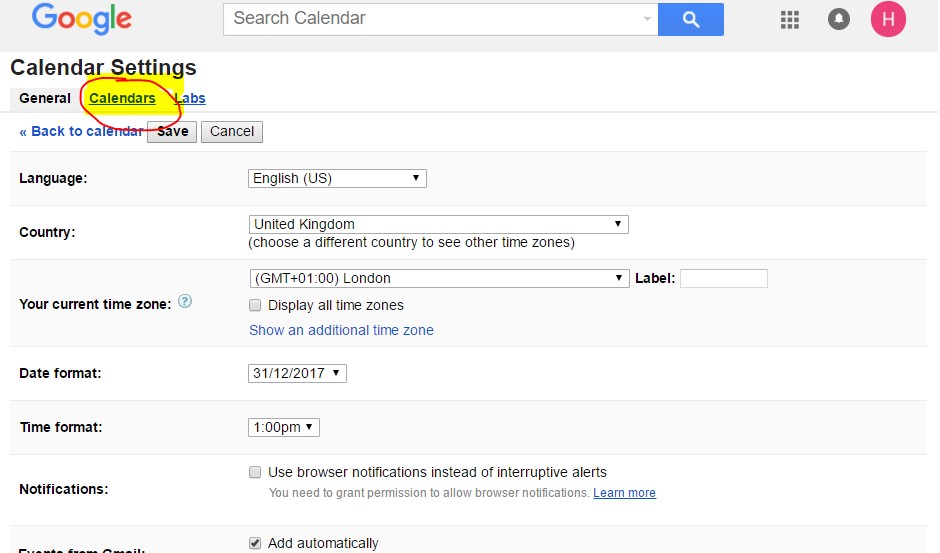 Google
Search Calendar
H
Calendar Settings
General Calendars Labs
« Back to calendar Save Cancel
Language: English (US)
Country: United Kingdom
(choose a different country to see other time zones)
(GMT+01:00) London Label:
Your current time zone: ? Display all time zones
Show an additional time zone
Date format: 31/12/2017
Time format: 1:00pm
Use browser notifications instead of interruptive alerts
Notifications: You need to grant permission to allow browser notifications. Learn more
Events from Gmail: Add automatically